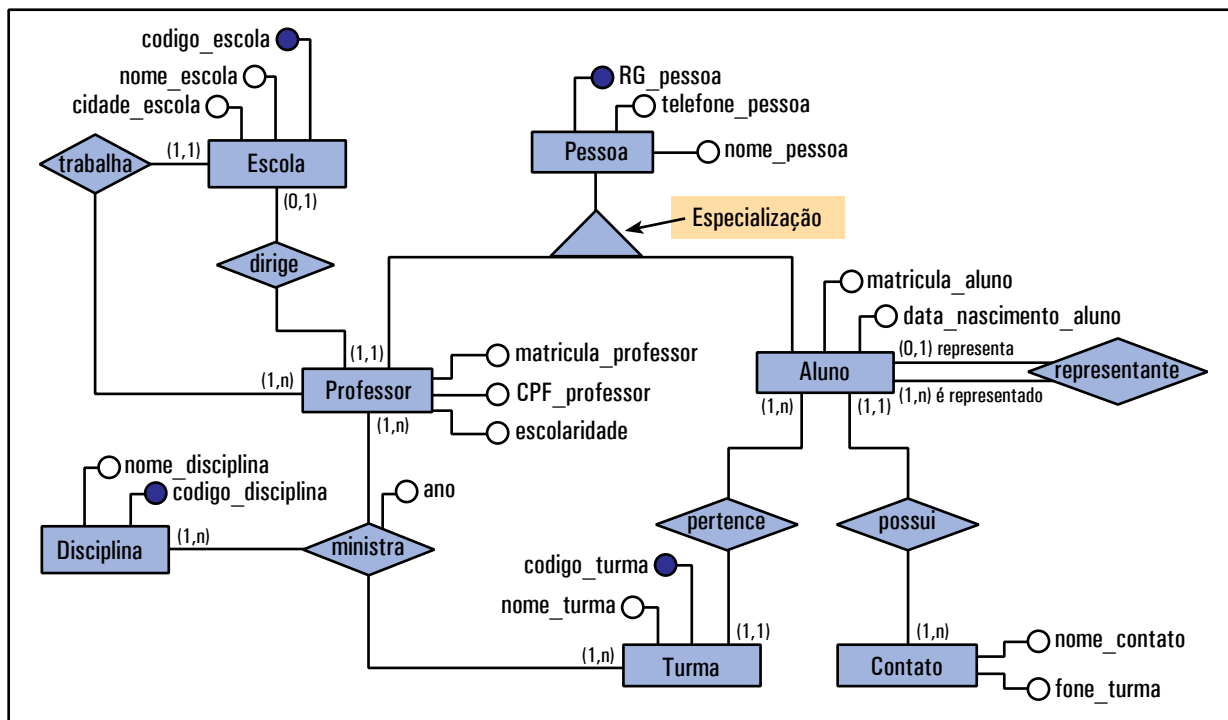 codigo_escola
nome_escola
cidade_escola
trabalha
(1,1)
Escola
(0,1)
dirige
RG_pessoa
telefone_pessoa
Pessoa
nome_pessoa
Especialização
(1,1)
(1,n)
Professor
(1,n)
matricula_professor
CPF_professor
escolaridade
matricula_aluno
data_nascimento_aluno
(0,1) representa
Aluno
representante
(1,n) é representado
(1,n)
(1,1)
nome_disciplina
codigo_disciplina
ano
Disciplina
(1,n)
ministra
pertence
possui
codigo_turma
nome_turma
(1,n)
Turma
(1,1)
(1,n)
Contato
nome_contato
fone_turma